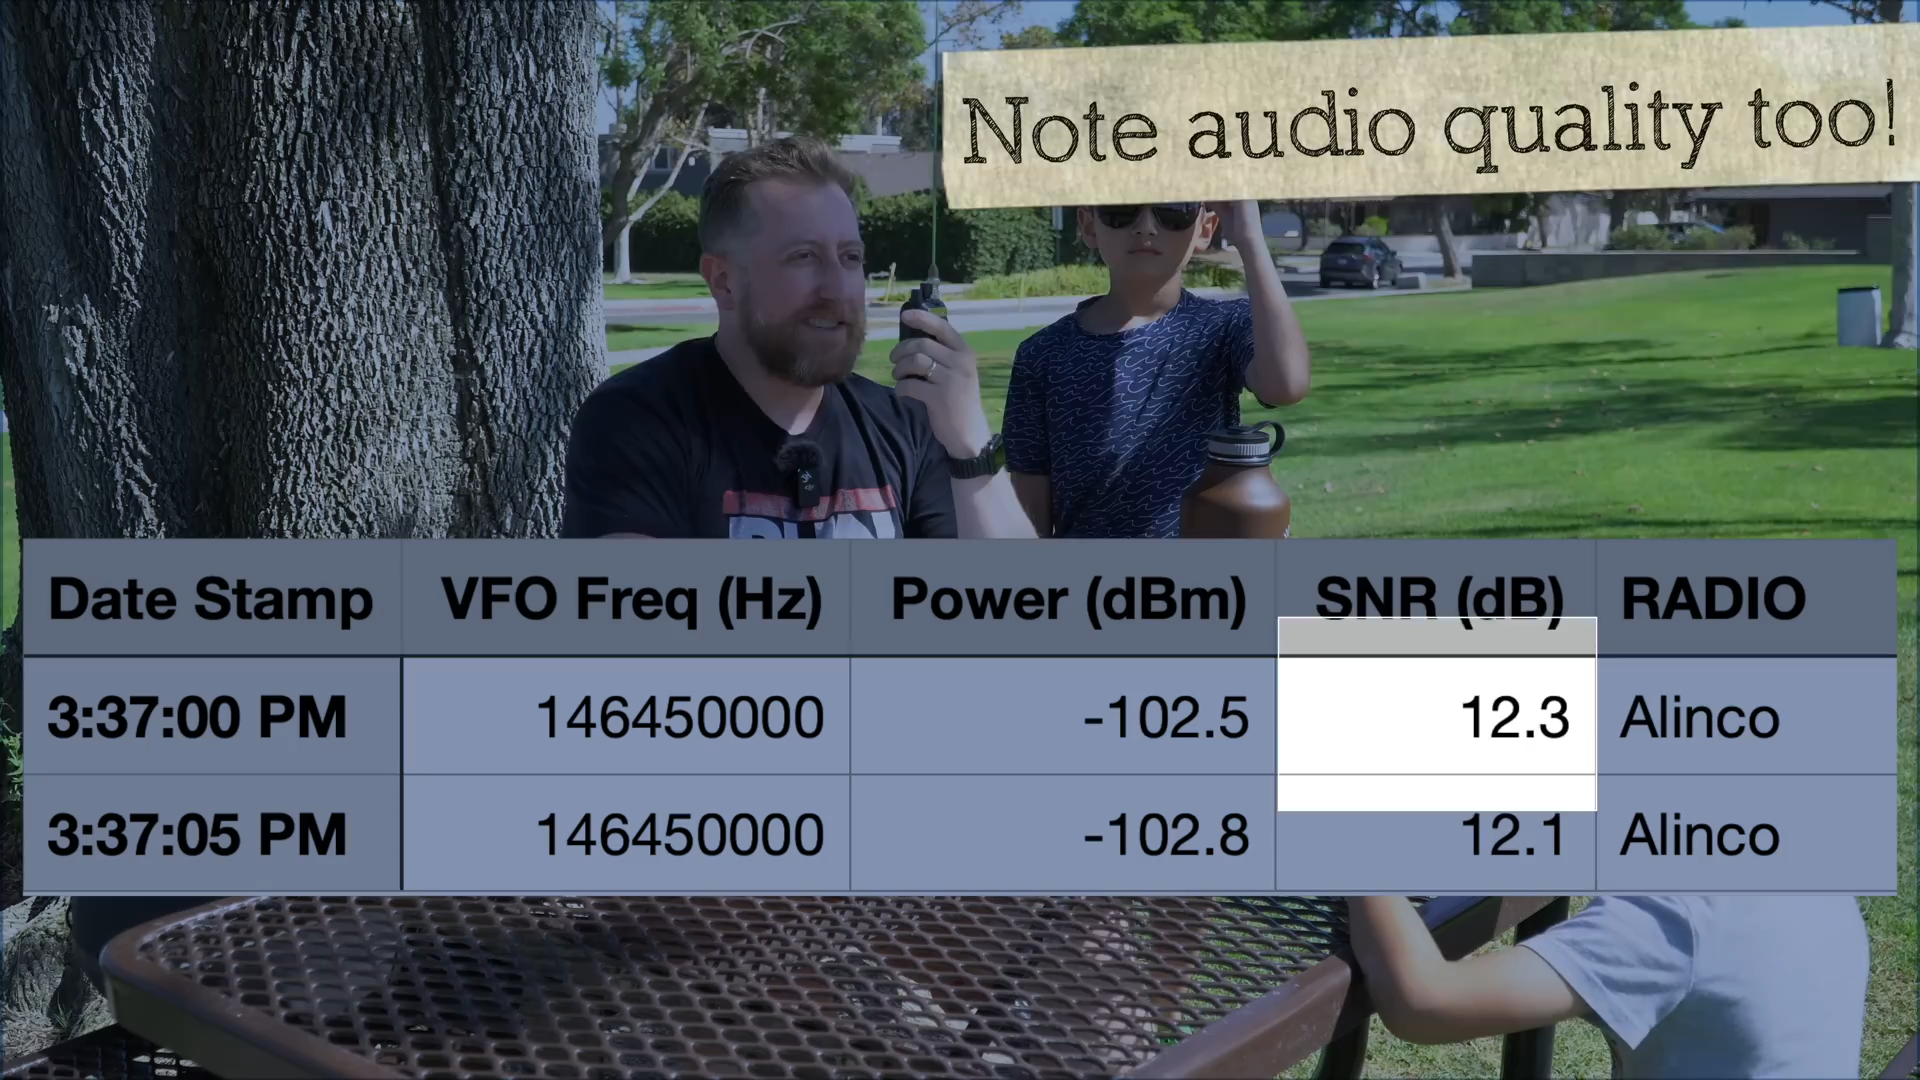 Note audio quality too!
Date Stamp VFO Freq (Hz) Power (dBm) SNR (dB) RADIO
3:37:00 PM 146450000 -102.5 12.3 Alinco
3:37:05 PM 146450000 -102.8 12.1 Alinco